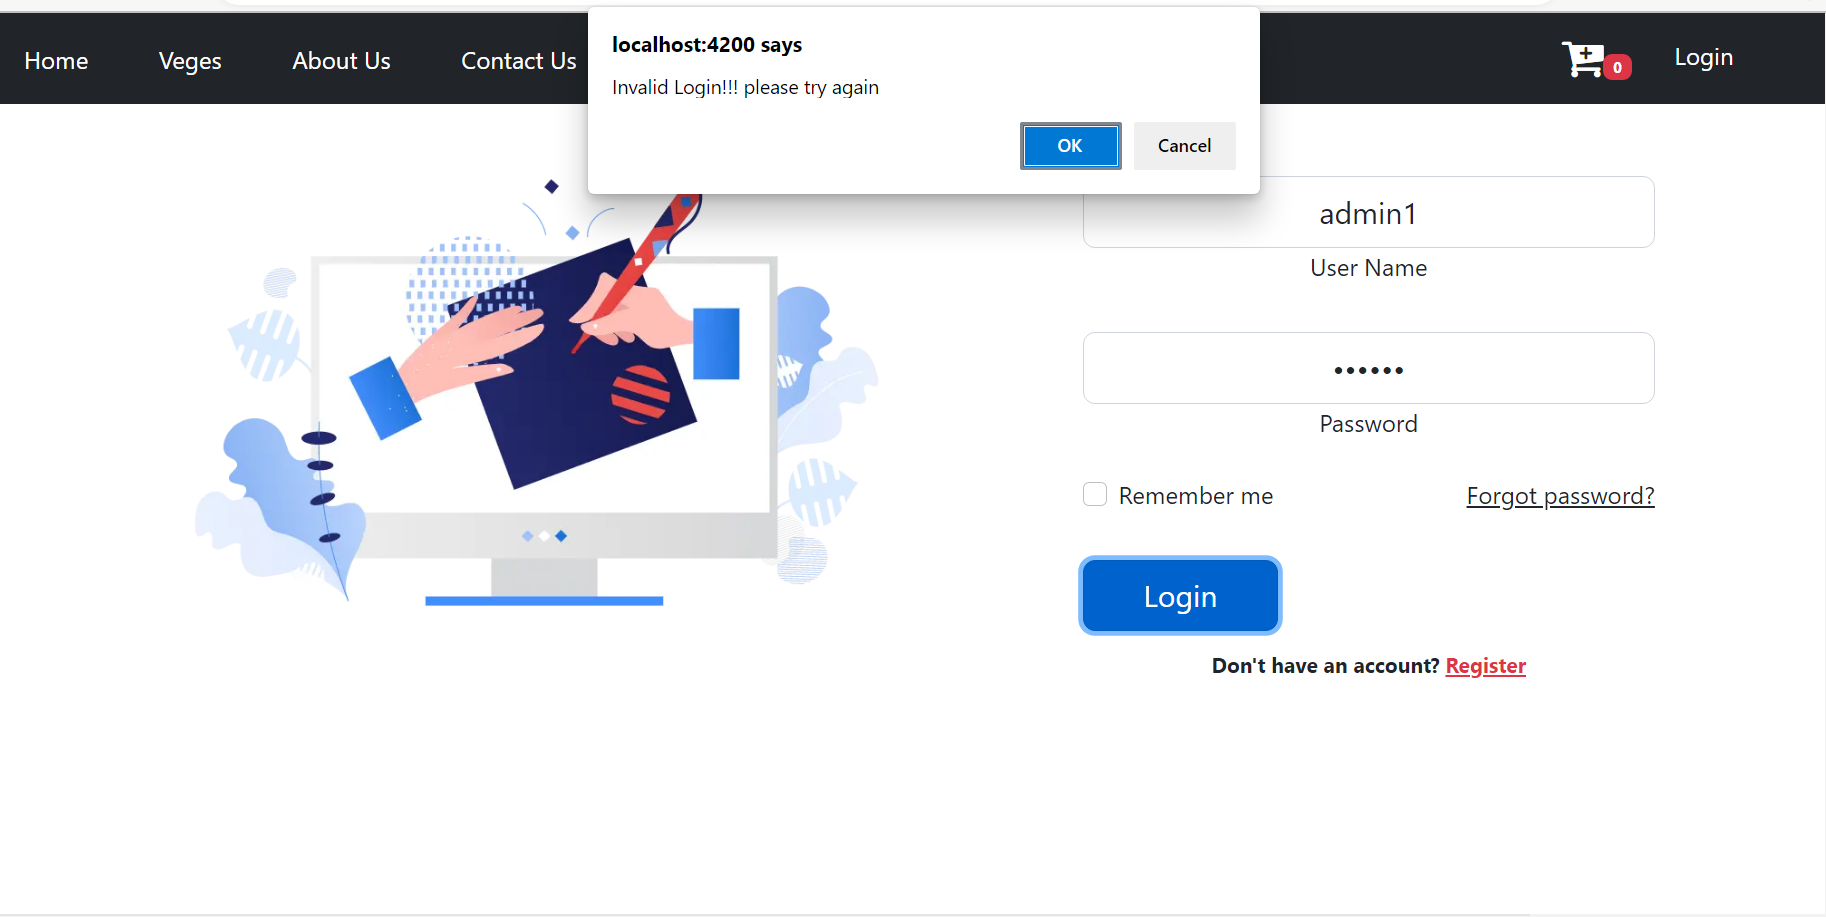 Home Veges About Us Contact Us
localhost:4200 says
Invalid Login!!! please try again
OK Cancel
0 Login
admin1
User Name
••••••
Password
Remember me Forgot password?
Login
Don't have an account? Register